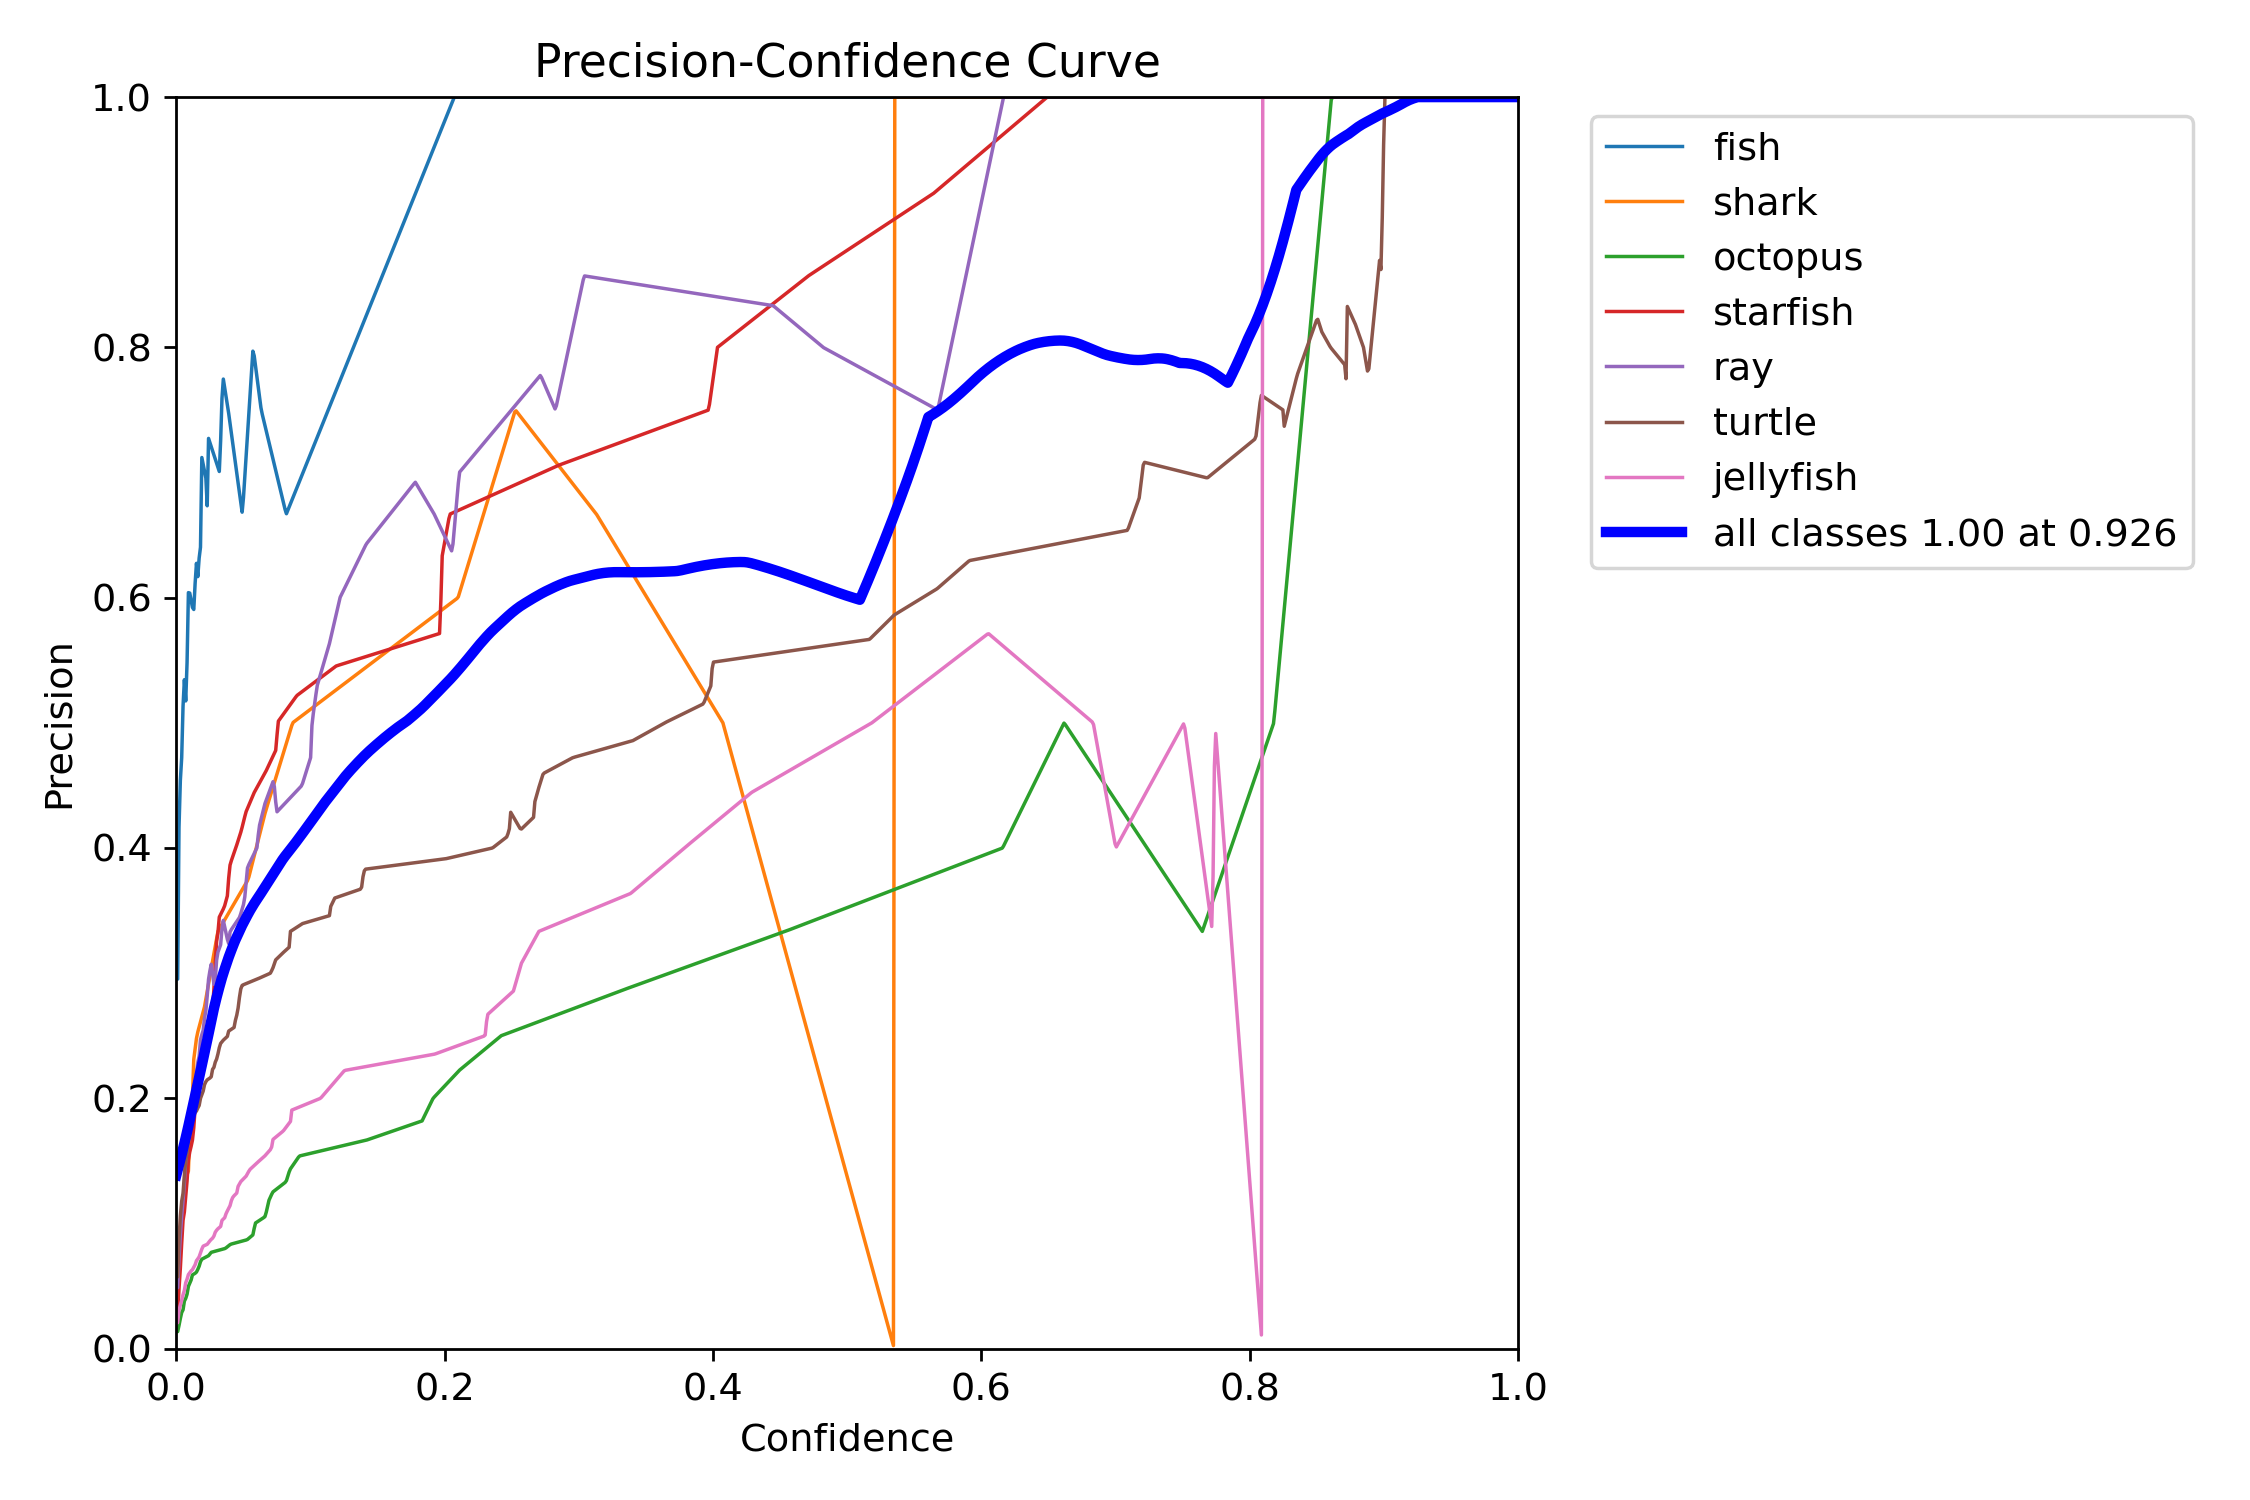 Precision-Confidence Curve
1.0
0.8
0.6
0.4
0.2
0.0
Precision
0.0 0.2 0.4 0.6 0.8 1.0
Confidence
fish
shark
octopus
starfish
ray
turtle
jellyfish
all classes 1.00 at 0.926